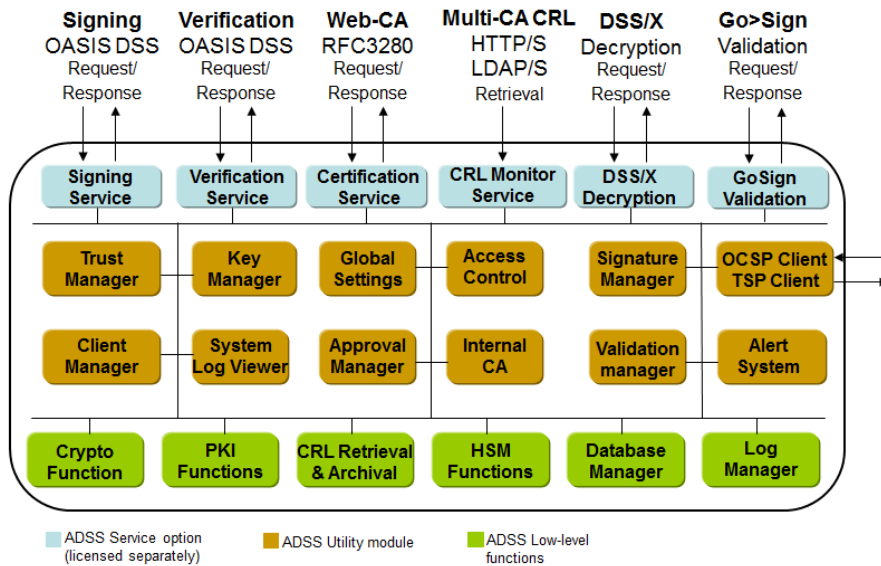 Signing
OASIS DSS
Request/
Response
Verification
OASIS DSS
Request/
Response
Web-CA
RFC3280
Request/
Response
Multi-CA CRL
HTTP/S
LDAP/S
Retrieval
DSS/X
Decryption
Request/
Response
Go>Sign
Validation
Request/
Response
Signing
Service
Verification
Service
Certification
Service
CRL Monitor
Service
DSS/X
Decryption
GoSign
Validation
Trust
Manager
Key
Manager
Global
Settings
Access
Control
Signature
Manager
OCSP Client
TSP Client
Client
Manager
System
Log Viewer
Approval
Manager
Internal
CA
Validation
manager
Alert
System
Crypto
Function
PKI
Functions
CRL Retrieval
& Archival
HSM
Functions
Database
Manager
Log
Manager
ADSS Service option
(licensed separately)
ADSS Utility module
ADSS Low-level
functions